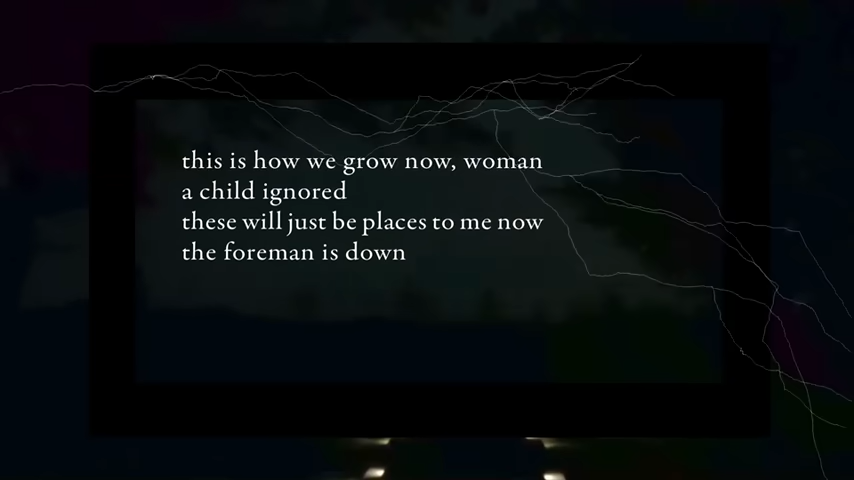 this is how we grow now, woman
a child ignored
these will just be places to me now
the foreman is down